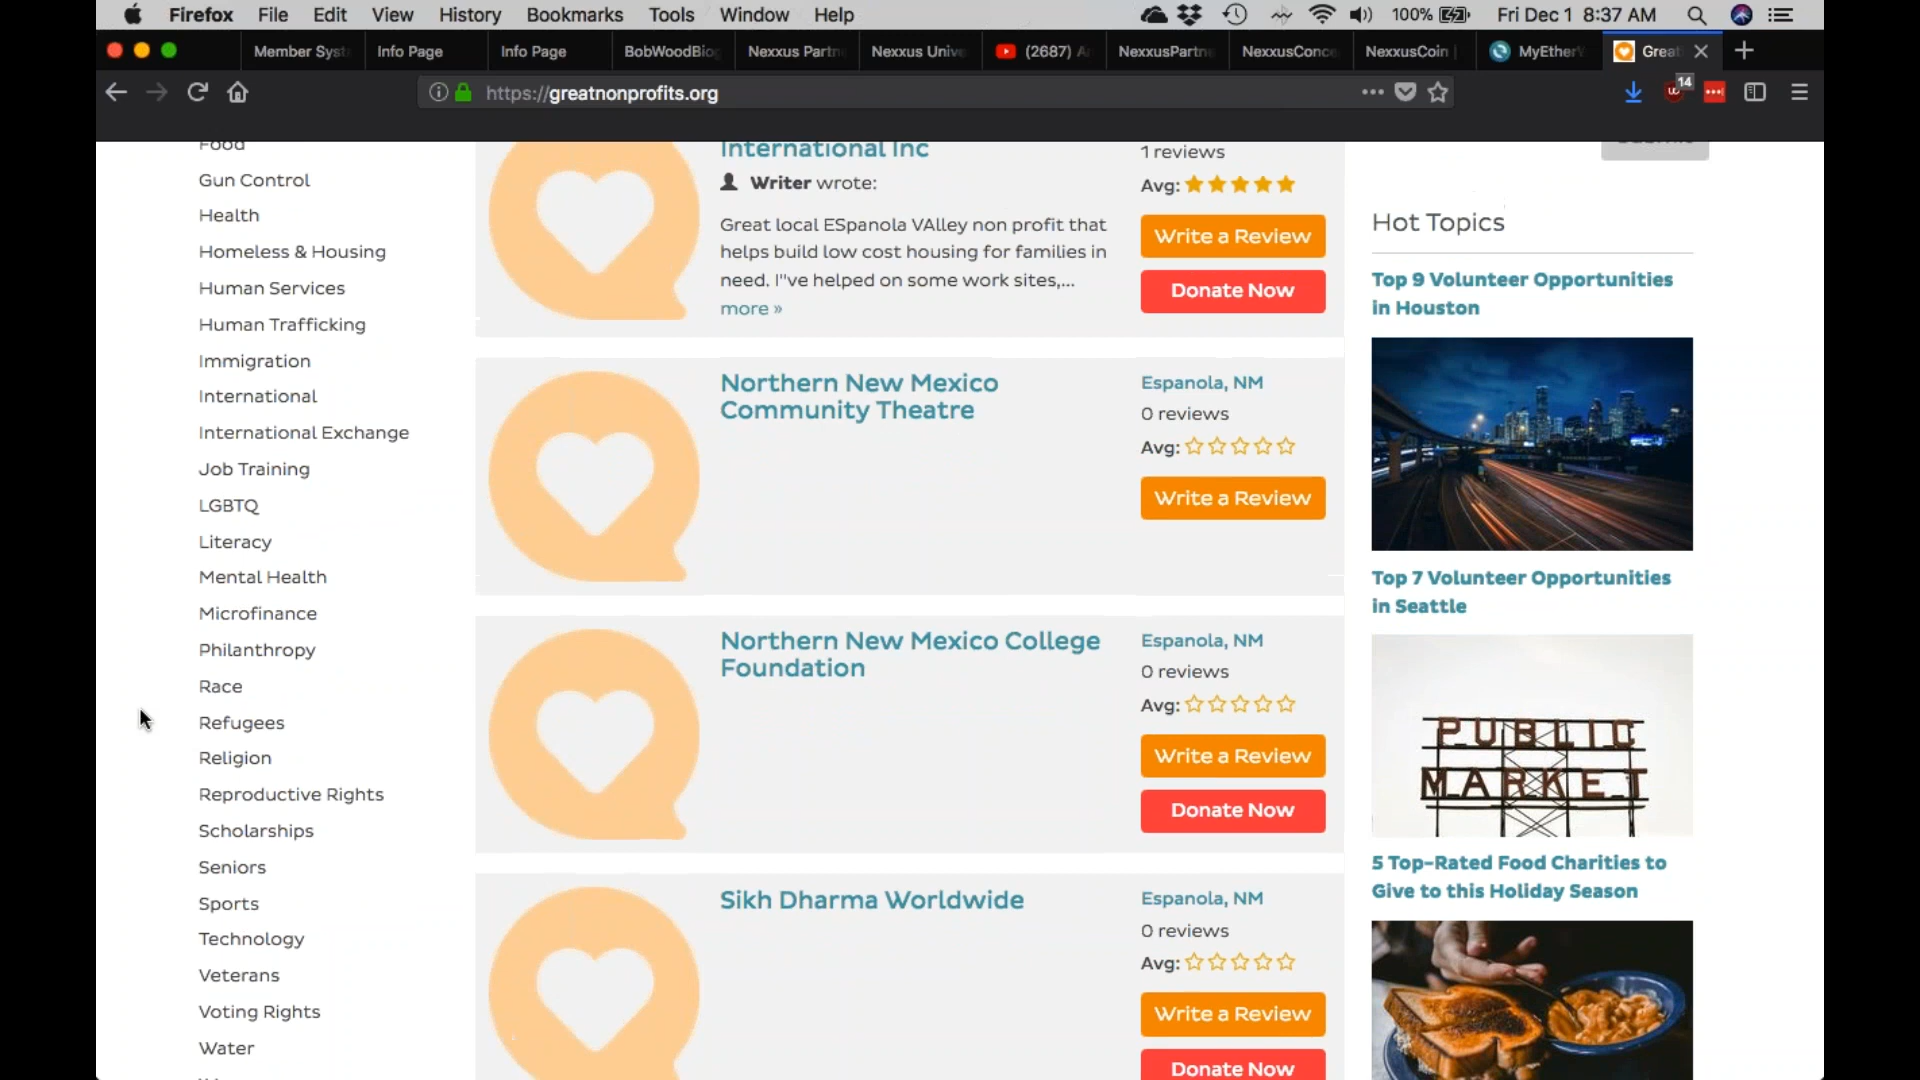 Firefox File Edit View History Bookmarks Tools Window Help 100% Fri Dec 1 8:37 AM
Member Syst Info Page Info Page BobWoodBlog Nexxus Partn Nexxus Unive (2687) A NexxusPartne NexxusConce NexxusCoin MyEtherW Great
https://greatnonprofits.org 14
Food
Gun Control
Health
Homeless & Housing
Human Services
Human Trafficking
Immigration
International
International Exchange
Job Training
LGBTQ
Literacy
Mental Health
Microfinance
Philanthropy
Race
Refugees
Religion
Reproductive Rights
Scholarships
Seniors
Sports
Technology
Veterans
Voting Rights
Water
International Inc
Writer wrote:
Great local ESpanola VAlley non profit that
helps build low cost housing for families in
need. I"ve helped on some work sites,...
more »
1 reviews
Avg:
Write a Review
Donate Now
Northern New Mexico
Community Theatre
Espanola, NM
0 reviews
Avg:
Write a Review
Northern New Mexico College
Foundation
Espanola, NM
0 reviews
Avg:
Write a Review
Donate Now
Sikh Dharma Worldwide
Espanola, NM
0 reviews
Avg:
Write a Review
Donate Now
Hot Topics
Top 9 Volunteer Opportunities
in Houston
Top 7 Volunteer Opportunities
in Seattle
PUBLIC
MARKET
5 Top-Rated Food Charities to
Give to this Holiday Season